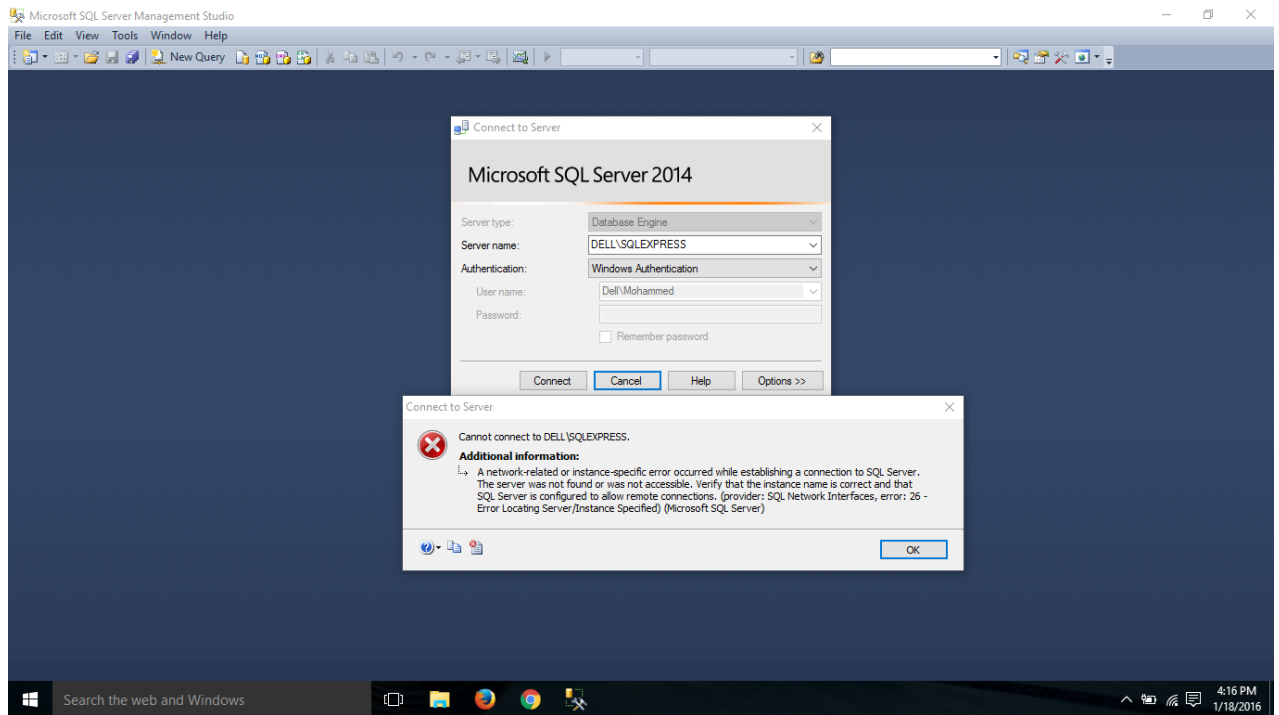 Microsoft SQL Server Management Studio
File Edit View Tools Window Help
New Query
Connect to Server
Microsoft SQL Server 2014
Server type: Database Engine
Server name: DELL\SQLEXPRESS
Authentication: Windows Authentication
User name: Dell\Mohammed
Password:
Remember password
Connect Cancel Help Options >>
Connect to Server
Cannot connect to DELL\SQLEXPRESS.
Additional information:
A network-related or instance-specific error occurred while establishing a connection to SQL Server.
The server was not found or was not accessible. Verify that the instance name is correct and that
SQL Server is configured to allow remote connections. (provider: SQL Network Interfaces, error: 26 -
Error Locating Server/Instance Specified) (Microsoft SQL Server)
OK
Search the web and Windows
4:16 PM
1/18/2016